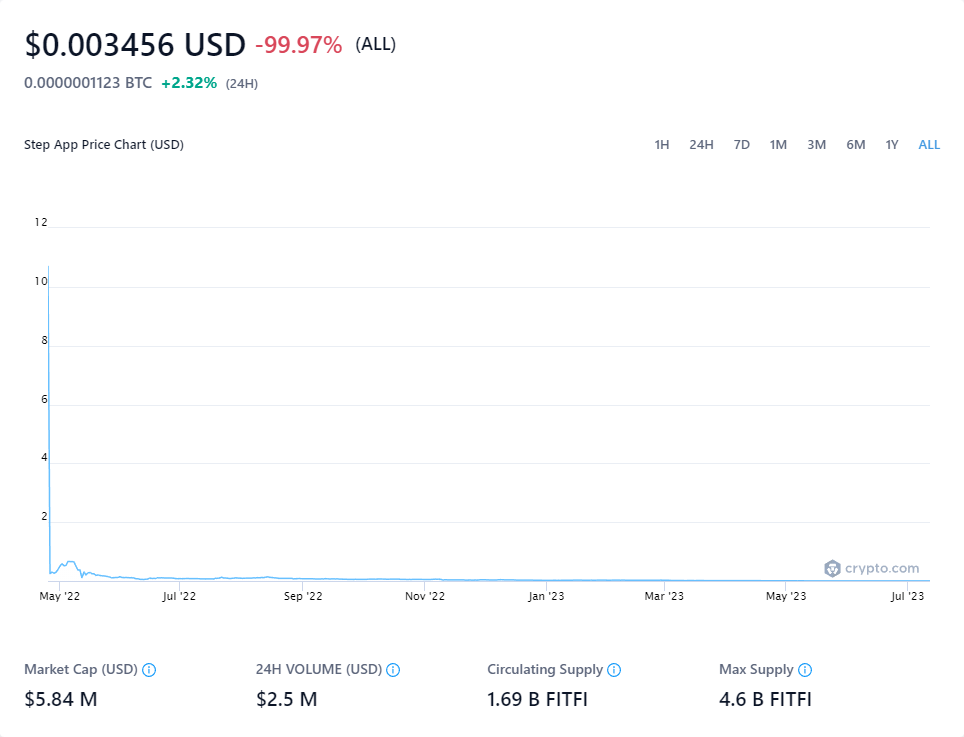 $0.003456 USD -99.97% (ALL)
0.0000001123 BTC +2.32% (24H)
Step App Price Chart (USD) 1H 24H 7D 1M 3M 6M 1Y ALL
12
10
8
6
4
2
crypto.com
May '22 Jul '22 Sep '22 Nov '22 Jan '23 Mar '23 May '23 Jul '23
Market Cap (USD) 24H VOLUME (USD) Circulating Supply Max Supply
$5.84 M $2.5 M 1.69 B FITFI 4.6 B FITFI